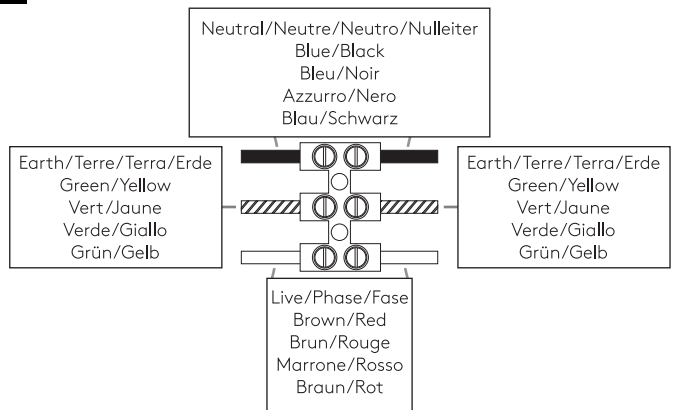 Neutral/Neutre/Neutro/Nulleiter
Blue/Black
Bleu/Noir
Azzurro/Nero
Blau/Schwarz
Earth/Terre/Terra/Erde
Green/Yellow
Vert/Jaune
Verde/Giallo
Grün/Gelb
Earth/Terre/Terra/Erde
Green/Yellow
Vert/Jaune
Verde/Giallo
Grün/Gelb
Live/Phase/Fase
Brown/Red
Brun/Rouge
Marrone/Rosso
Braun/Rot